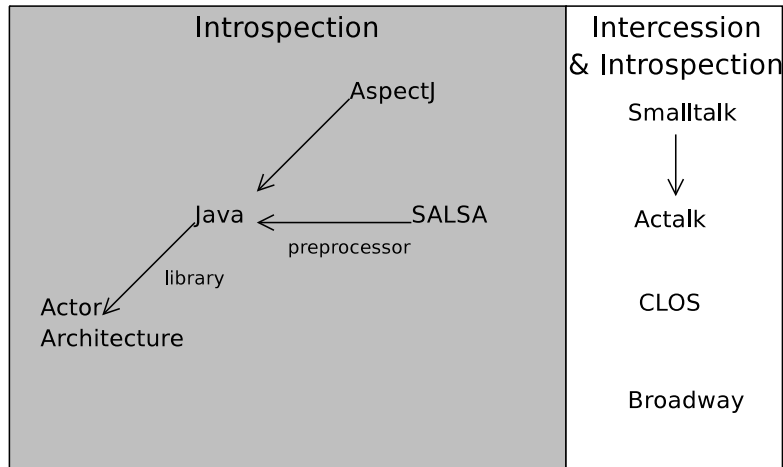 Introspection
AspectJ
Java
SALSA
preprocessor
library
Actor
Architecture
Intercession
& Introspection
Smalltalk
Actalk
CLOS
Broadway